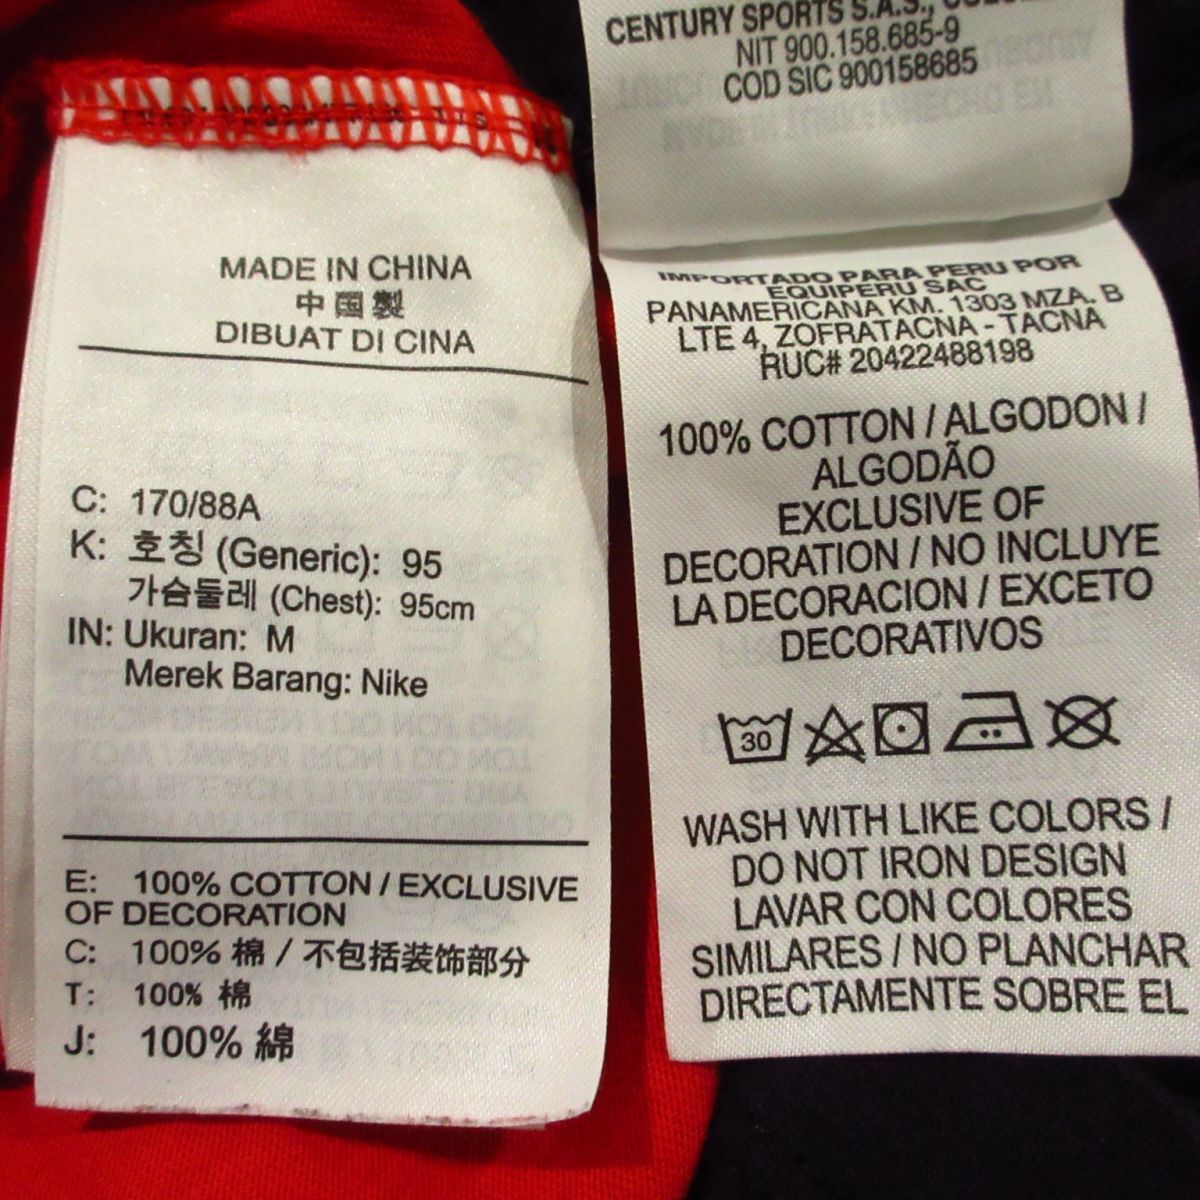 MADE IN CHINA
中国製
DIBUAT DI CINA
C: 170/88A
K: 호칭 (Generic): 95
가슴둘레 (Chest): 95cm
IN: Ukuran: M
Merek Barang: Nike
E: 100% COTTON / EXCLUSIVE
OF DECORATION
C: 100% 棉 / 不包括装饰部分
T: 100% 棉
J: 100% 綿
CENTURY SPORTS S.A.S.,
NIT 900.158.685-9
COD SIC 900158685
IMPORTADO PARA PERU POR
EQUIPERU SAC
PANAMERICANA KM. 1303 MZA. B
LTE 4, ZOFRATACNA - TACNA
RUC# 20422488198
100% COTTON / ALGODON /
ALGODÃO
EXCLUSIVE OF
DECORATION / NO INCLUYE
LA DECORACION / EXCETO
DECORATIVOS
30
WASH WITH LIKE COLORS /
DO NOT IRON DESIGN
LAVAR CON COLORES
SIMILARES / NO PLANCHAR
DIRECTAMENTE SOBRE EL